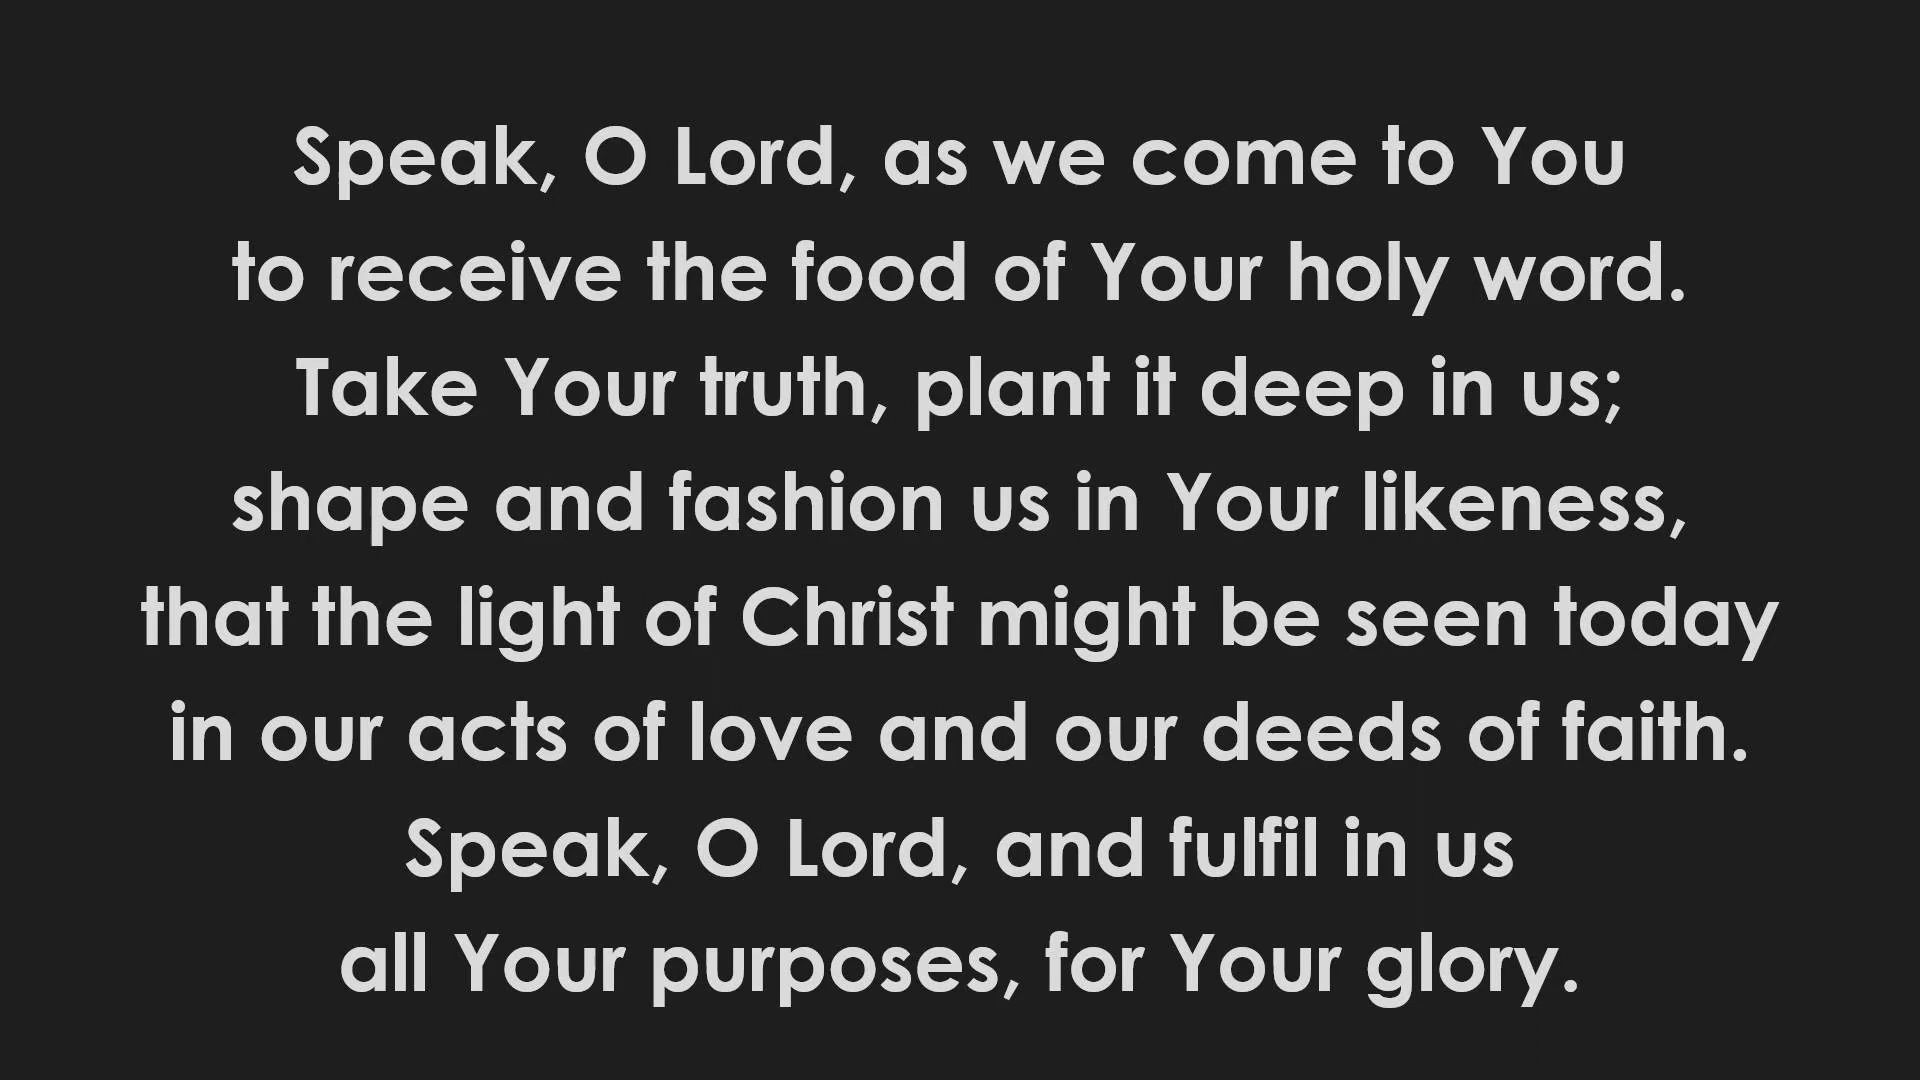 Speak, O Lord, as we come to You
to receive the food of Your holy word.
Take Your truth, plant it deep in us;
shape and fashion us in Your likeness,
that the light of Christ might be seen today
in our acts of love and our deeds of faith.
Speak, O Lord, and fulfil in us
all Your purposes, for Your glory.